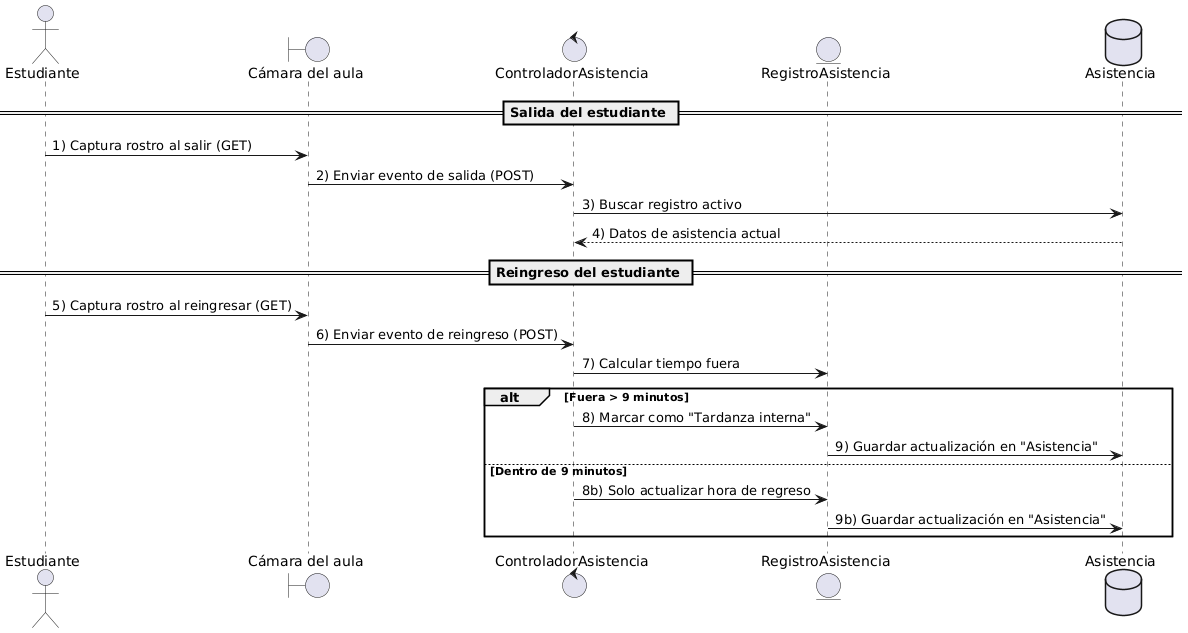 Estudiante
Cámara del aula
ControladorAsistencia
RegistroAsistencia
Asistencia
Salida del estudiante
1) Captura rostro al salir (GET)
2) Enviar evento de salida (POST)
3) Buscar registro activo
4) Datos de asistencia actual
Reingreso del estudiante
5) Captura rostro al reingresar (GET)
6) Enviar evento de reingreso (POST)
7) Calcular tiempo fuera
alt [Fuera > 9 minutos]
8) Marcar como "Tardanza interna"
9) Guardar actualización en "Asistencia"
[Dentro de 9 minutos]
8b) Solo actualizar hora de regreso
9b) Guardar actualización en "Asistencia"
Estudiante
Cámara del aula
ControladorAsistencia
RegistroAsistencia
Asistencia